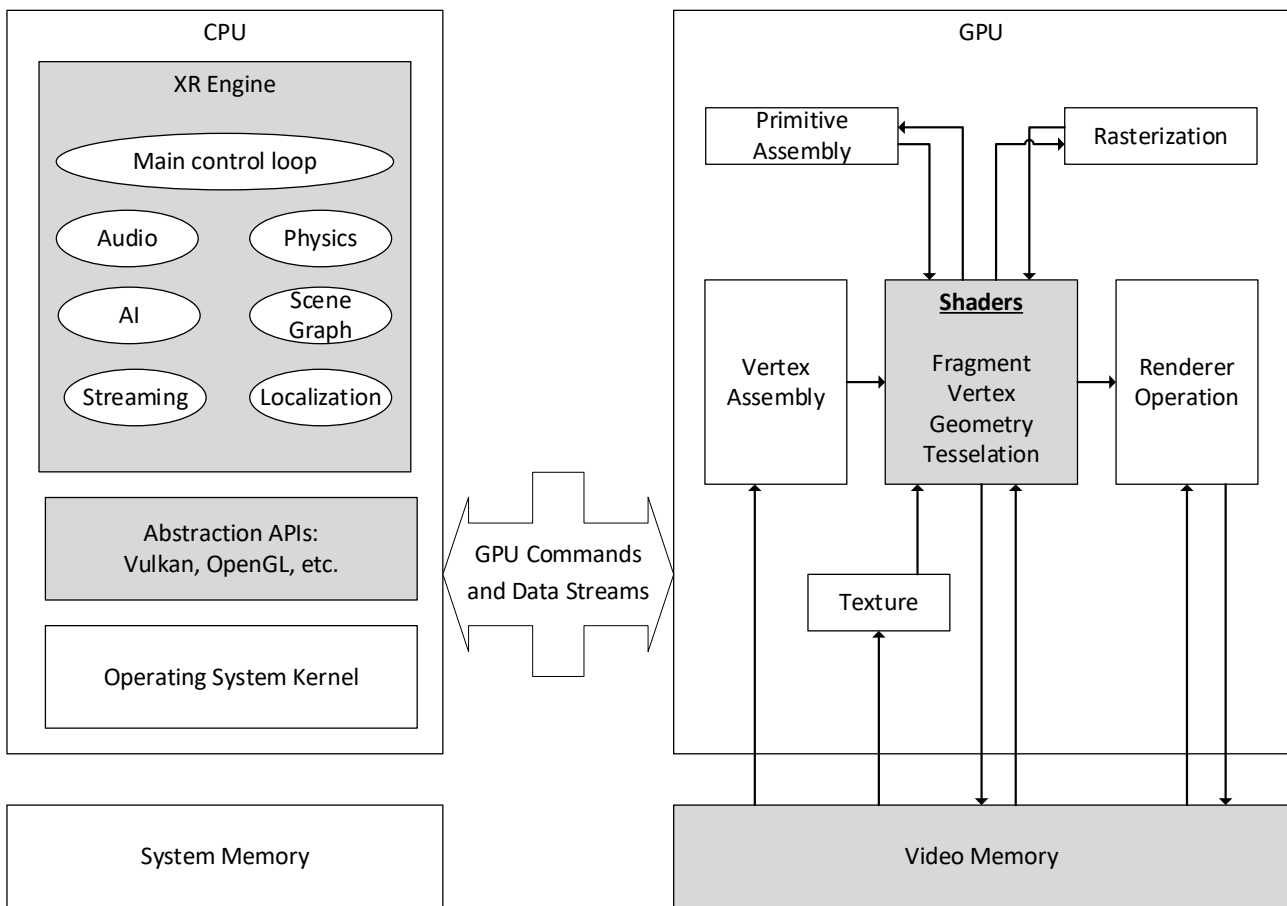 CPU
XR Engine
Main control loop
Audio
Physics
AI
Scene
Graph
Streaming
Localization
Abstraction APIs:
Vulkan, OpenGL, etc.
Operating System Kernel
System Memory
GPU Commands
and Data Streams
GPU
Primitive
Assembly
Rasterization
Vertex
Assembly
Shaders
Fragment
Vertex
Geometry
Tesselation
Renderer
Operation
Texture
Video Memory